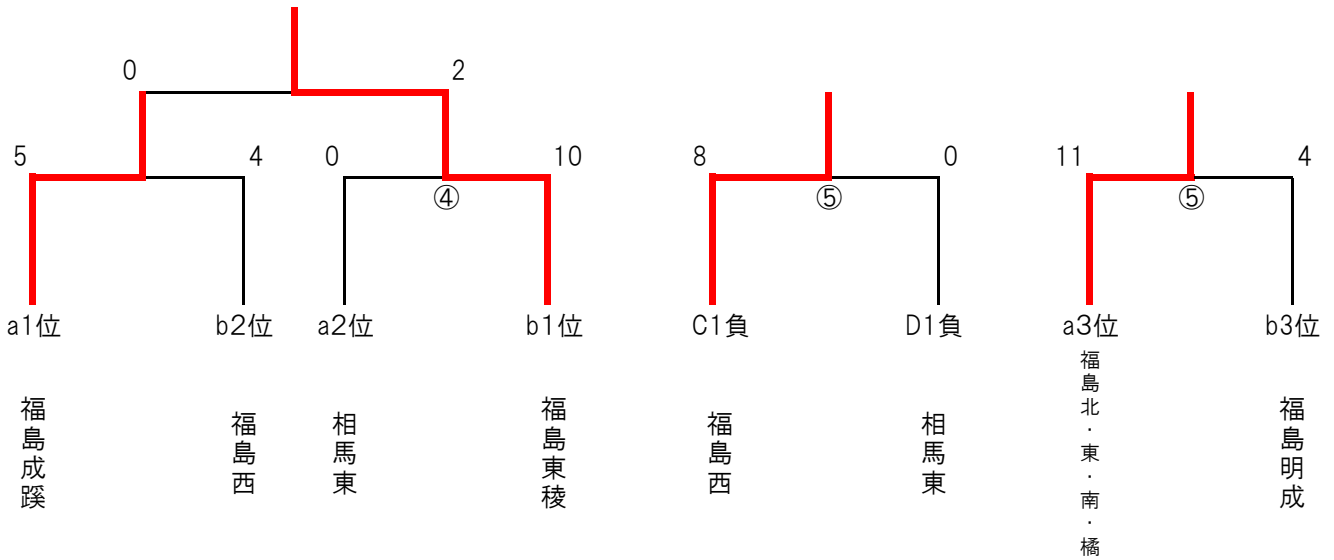 0
2
5
4
0
10
8
0
11
4
④
⑤
⑤
a1位
b2位
a2位
b1位
C1負
D1負
a3位
b3位
福島成蹊
福島西
相馬東
福島東稜
福島西
相馬東
福島北・東・南・橘
福島明成